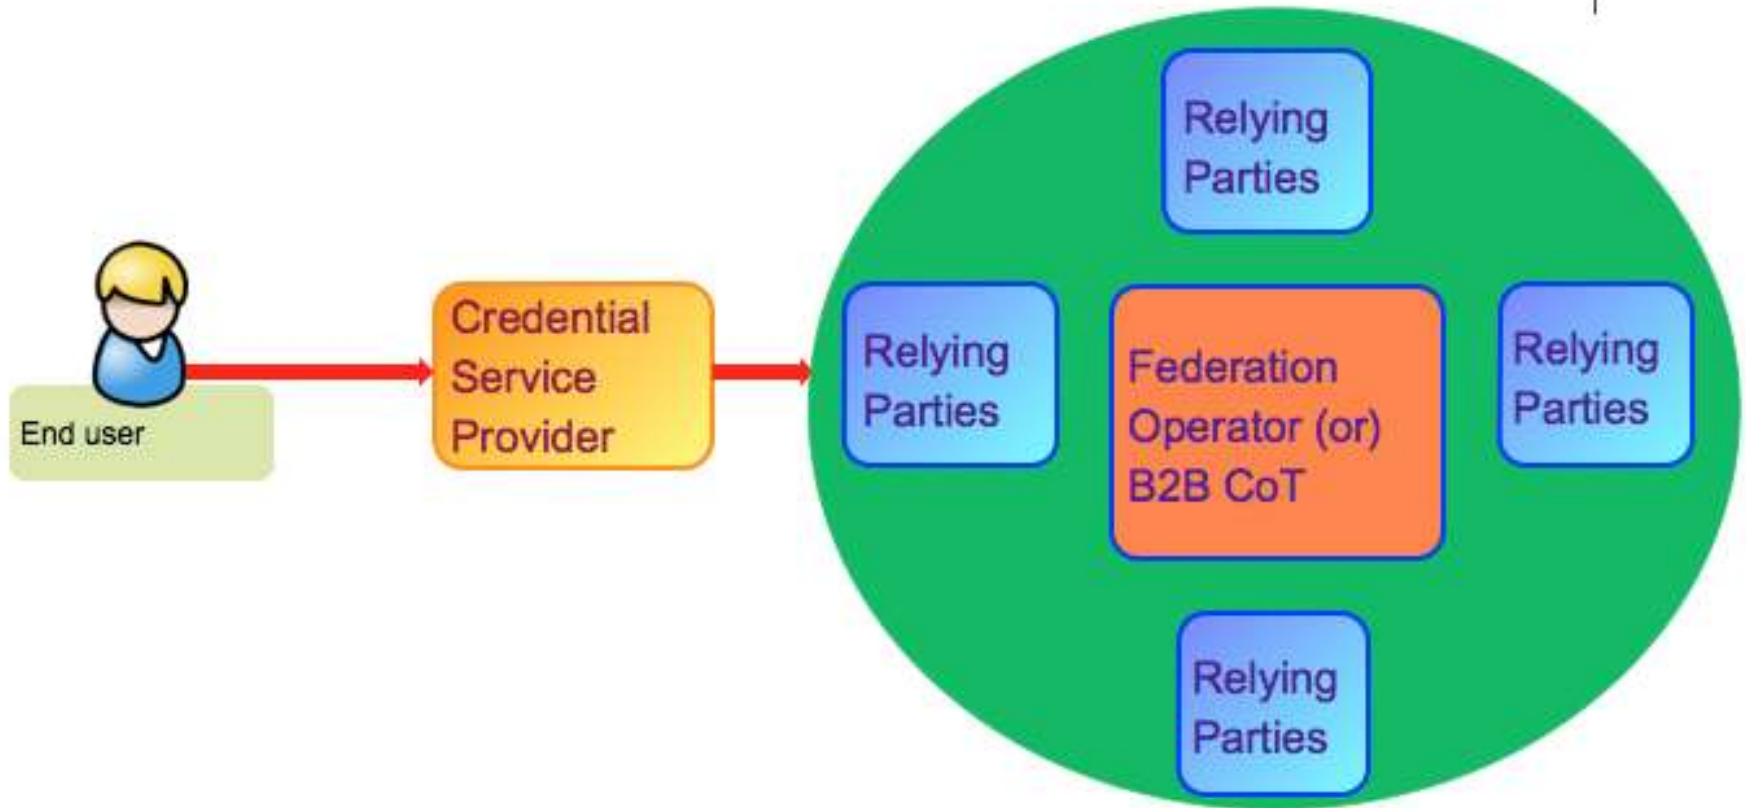 Relying
Parties
End user
Credential
Service
Provider
Relying
Parties
Federation
Operator (or)
B2B CoT
Relying
Parties
Relying
Parties